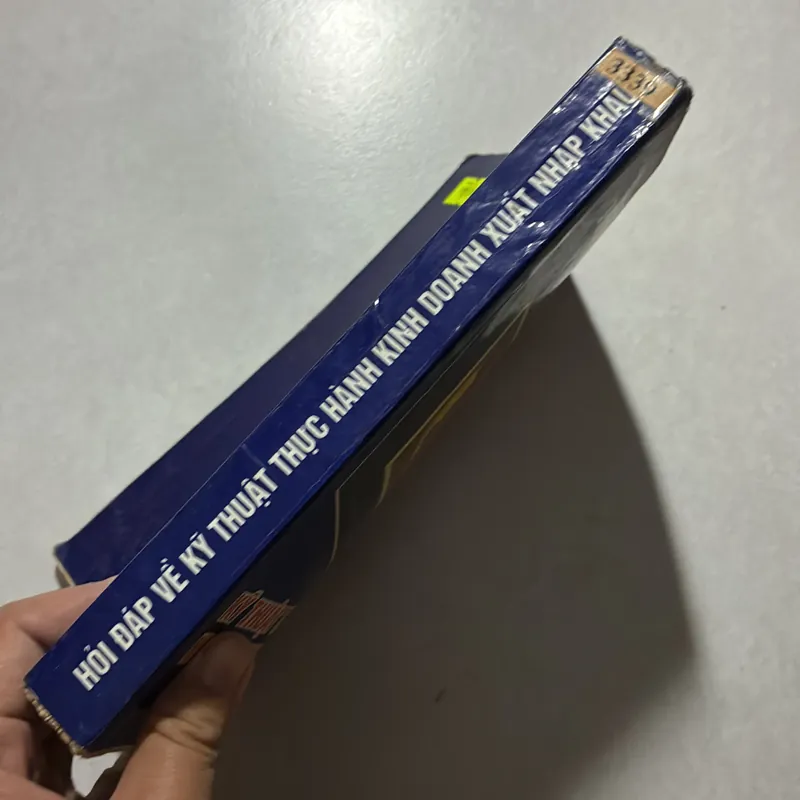 3339
HỎI ĐÁP VỀ KỸ THUẬT THỰC HÀNH KINH DOANH XUẤT NHẬP KHẨU